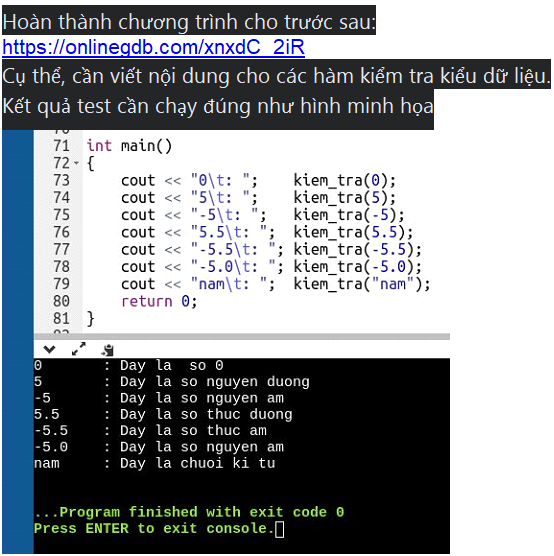 Hoàn thành chương trình cho trước sau:
https://onlinegdb.com/xnxdC_2iR
Cụ thể, cần viết nội dung cho các hàm kiểm tra kiểu dữ liệu.
Kết quả test cần chạy đúng như hình minh họa
70
71 int main()
72 {
73 cout << "0\t: "; kiem_tra(0);
74 cout << "5\t: "; kiem_tra(5);
75 cout << "-5\t: "; kiem_tra(-5);
76 cout << "5.5\t: "; kiem_tra(5.5);
77 cout << "-5.5\t: "; kiem_tra(-5.5);
78 cout << "-5.0\t: "; kiem_tra(-5.0);
79 cout << "nam\t: "; kiem_tra("nam");
80 return 0;
81 }
82
0 : Day la  so 0
5 : Day la so nguyen duong
-5 : Day la so nguyen am
5.5 : Day la so thuc duong
-5.5 : Day la so thuc am
-5.0 : Day la so nguyen am
nam : Day la chuoi ki tu
...Program finished with exit code 0
Press ENTER to exit console.